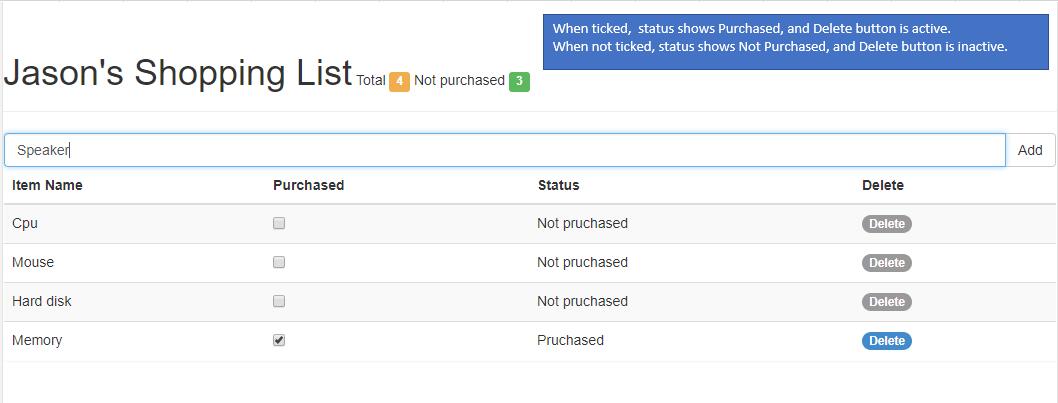 When ticked, status shows Purchased, and Delete button is active.
When not ticked, status shows Not Purchased, and Delete button is inactive.
Jason's Shopping List Total 4 Not purchased 3
Speaker Add
Item Name Purchased Status Delete
Cpu Not pruchased Delete
Mouse Not pruchased Delete
Hard disk Not pruchased Delete
Memory Pruchased Delete